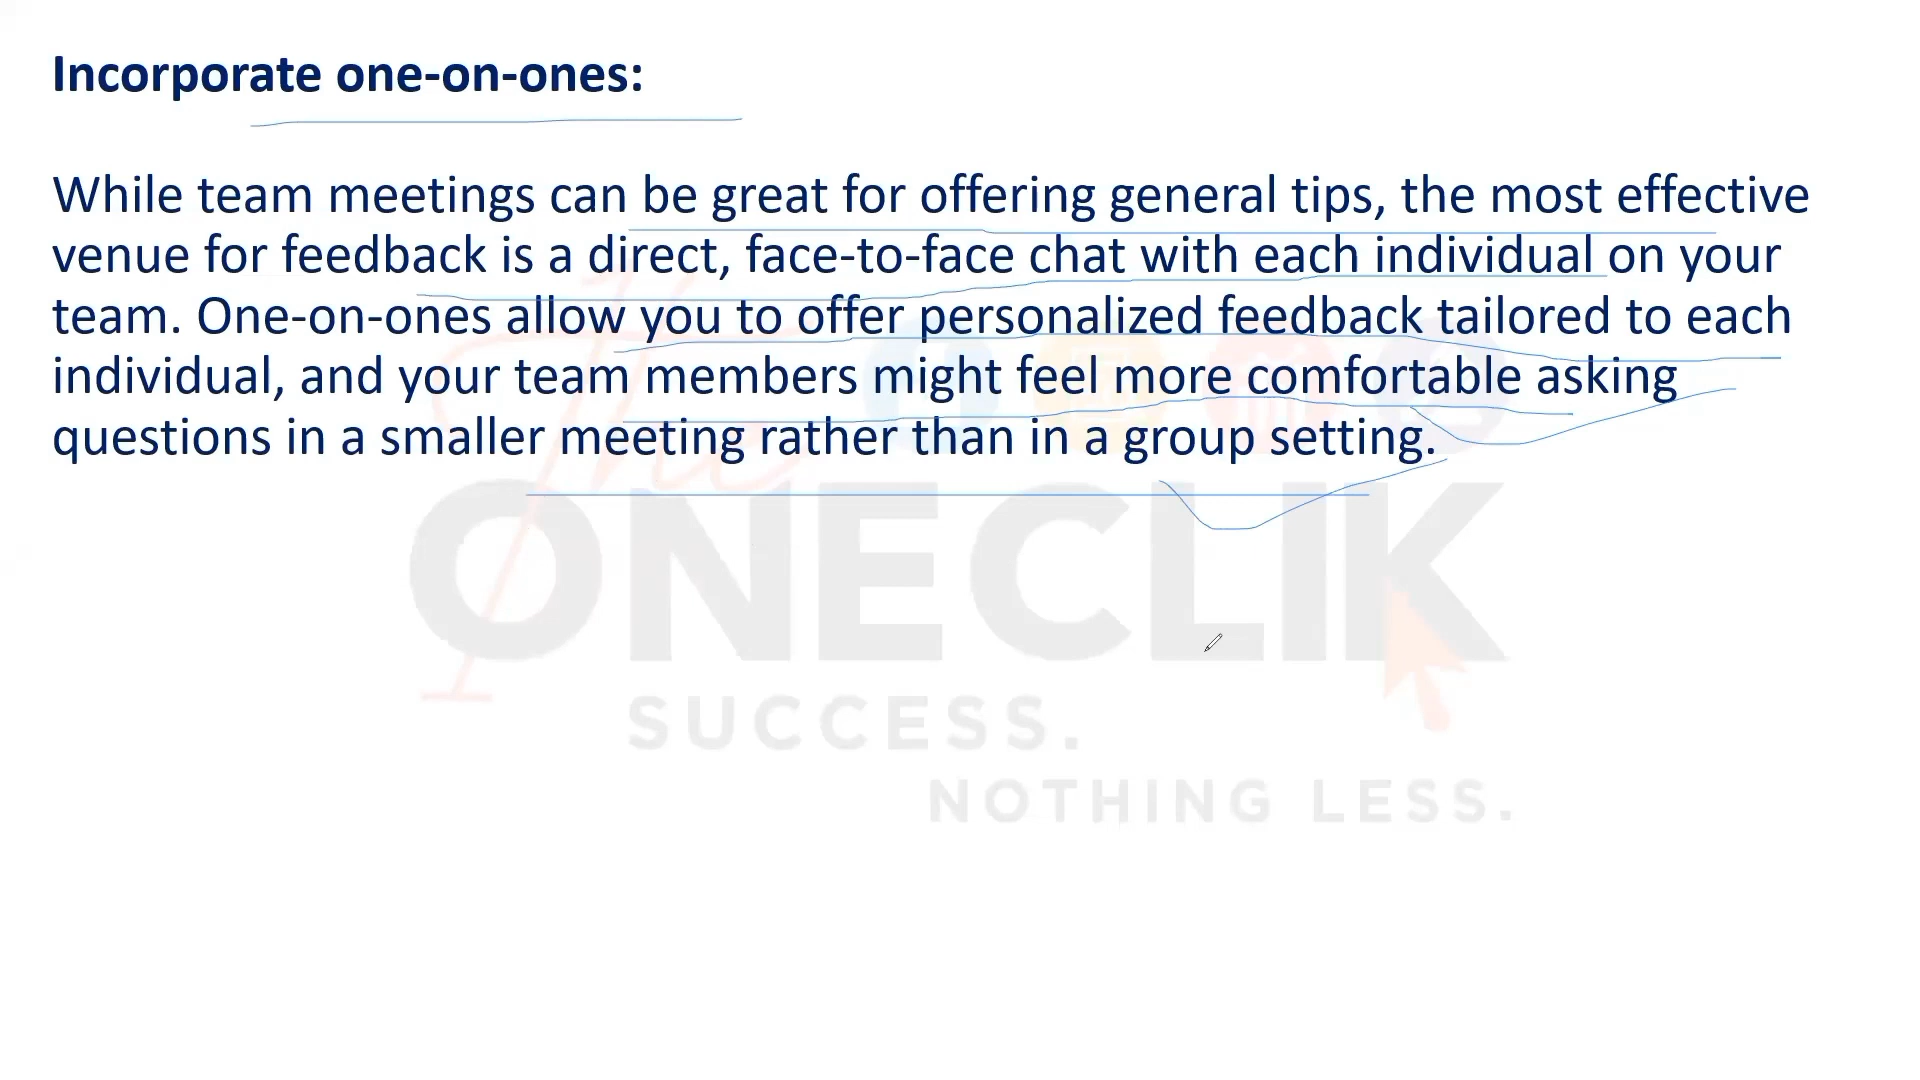 Incorporate one-on-ones:
While team meetings can be great for offering general tips, the most effective
venue for feedback is a direct, face-to-face chat with each individual on your
team. One-on-ones allow you to offer personalized feedback tailored to each
individual, and your team members might feel more comfortable asking
questions in a smaller meeting rather than in a group setting.
The
ONECLIK
SUCCESS.
NOTHING LESS.